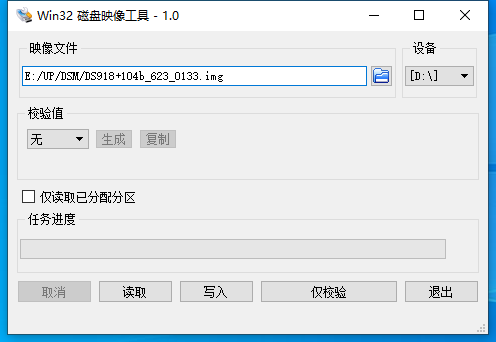 Win32 磁盘映像工具 - 1.0
映像文件
设备
E:/UP/DSM/DS918+104b_623_0133.img
[D:\]
校验值
无
生成
复制
仅读取已分配分区
任务进度
取消
读取
写入
仅校验
退出